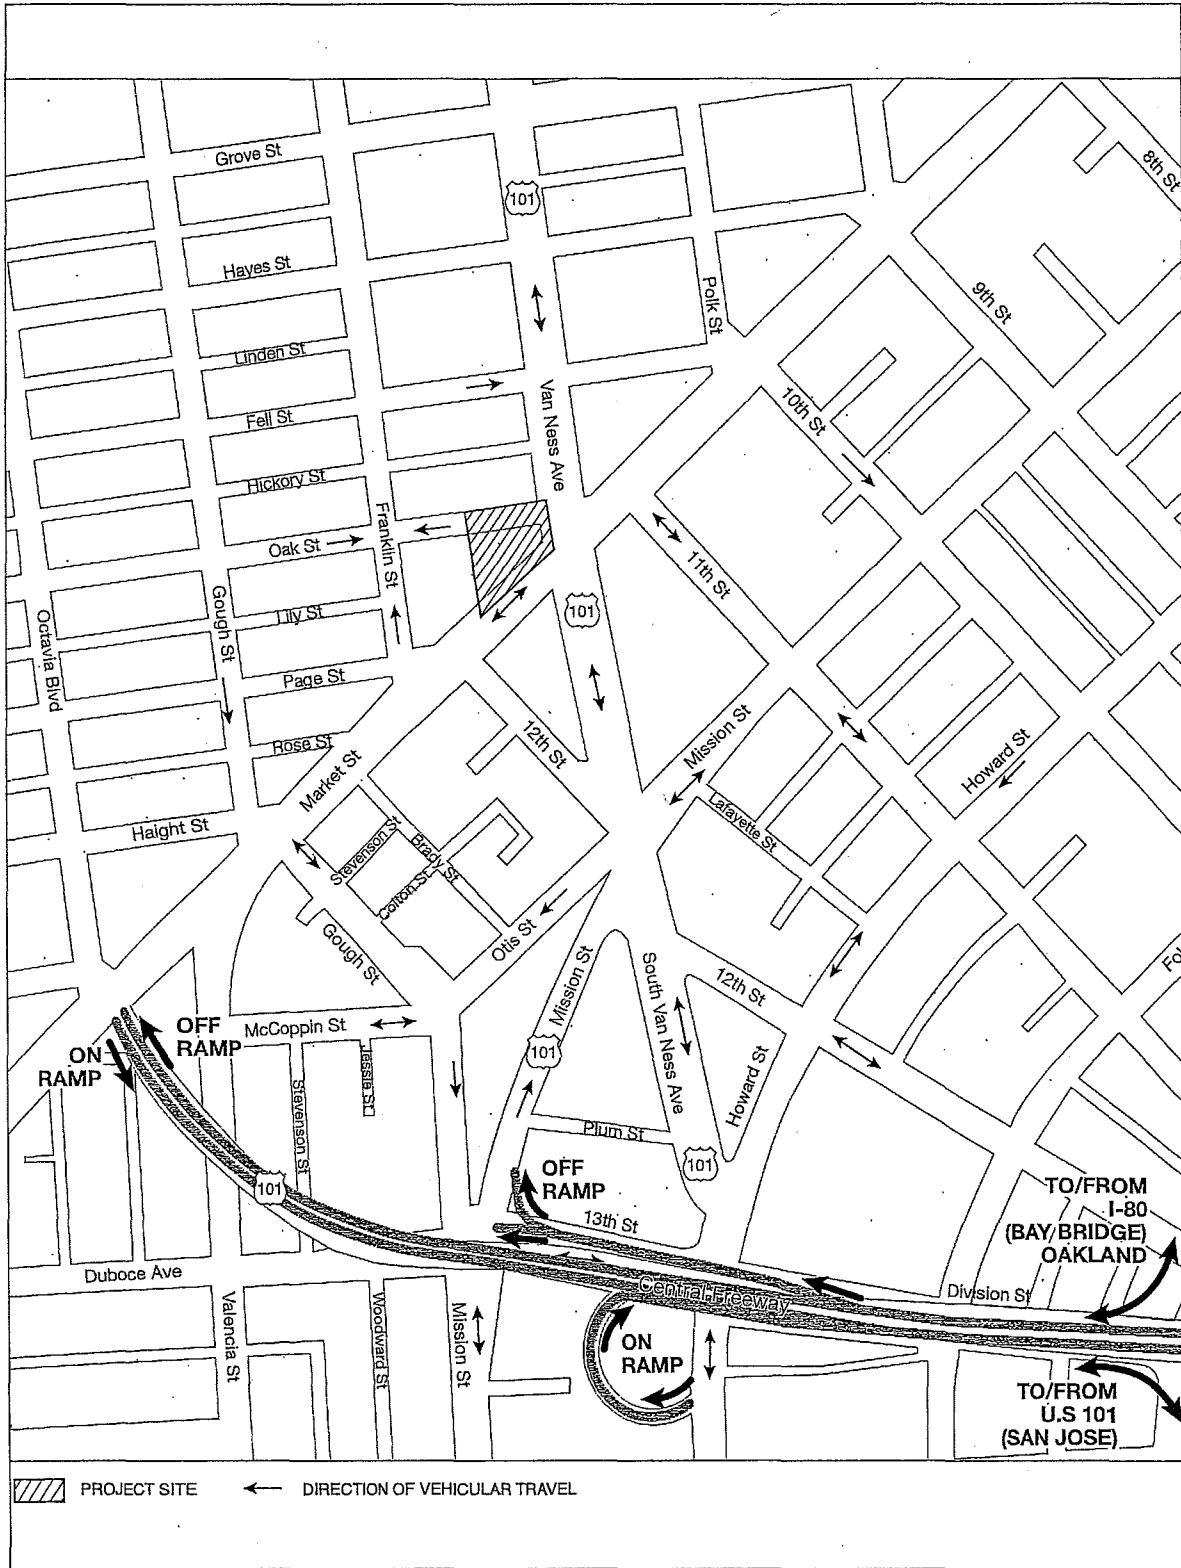 8th St
Grove St
101
Hayes St
9th St
Polk St
Linden St
Van Ness Ave
10th St
Fell St
Hickory St
Franklin St
Oak St
11th St
Gough St
Lily St
101
Octavia Blvd
Page St
12th St
Mission St
Rose St
Howard St
Market St
Lafayette St
Haight St
Stevenson St
Brady St
Colton St
Otis St
Gough St
Mission St
South Van Ness Ave
12th St
McCoppin St
OFF
RAMP
ON
RAMP
101
Jessie St
Stevenson St
Howard St
Plum St
101
101
OFF
RAMP
13th St
TO/FROM
I-80
(BAY BRIDGE)
OAKLAND
Duboce Ave
Central Freeway
Division St
Valencia St
Woodward St
Mission St
ON
RAMP
TO/FROM
U.S 101
(SAN JOSE)
PROJECT SITE
DIRECTION OF VEHICULAR TRAVEL